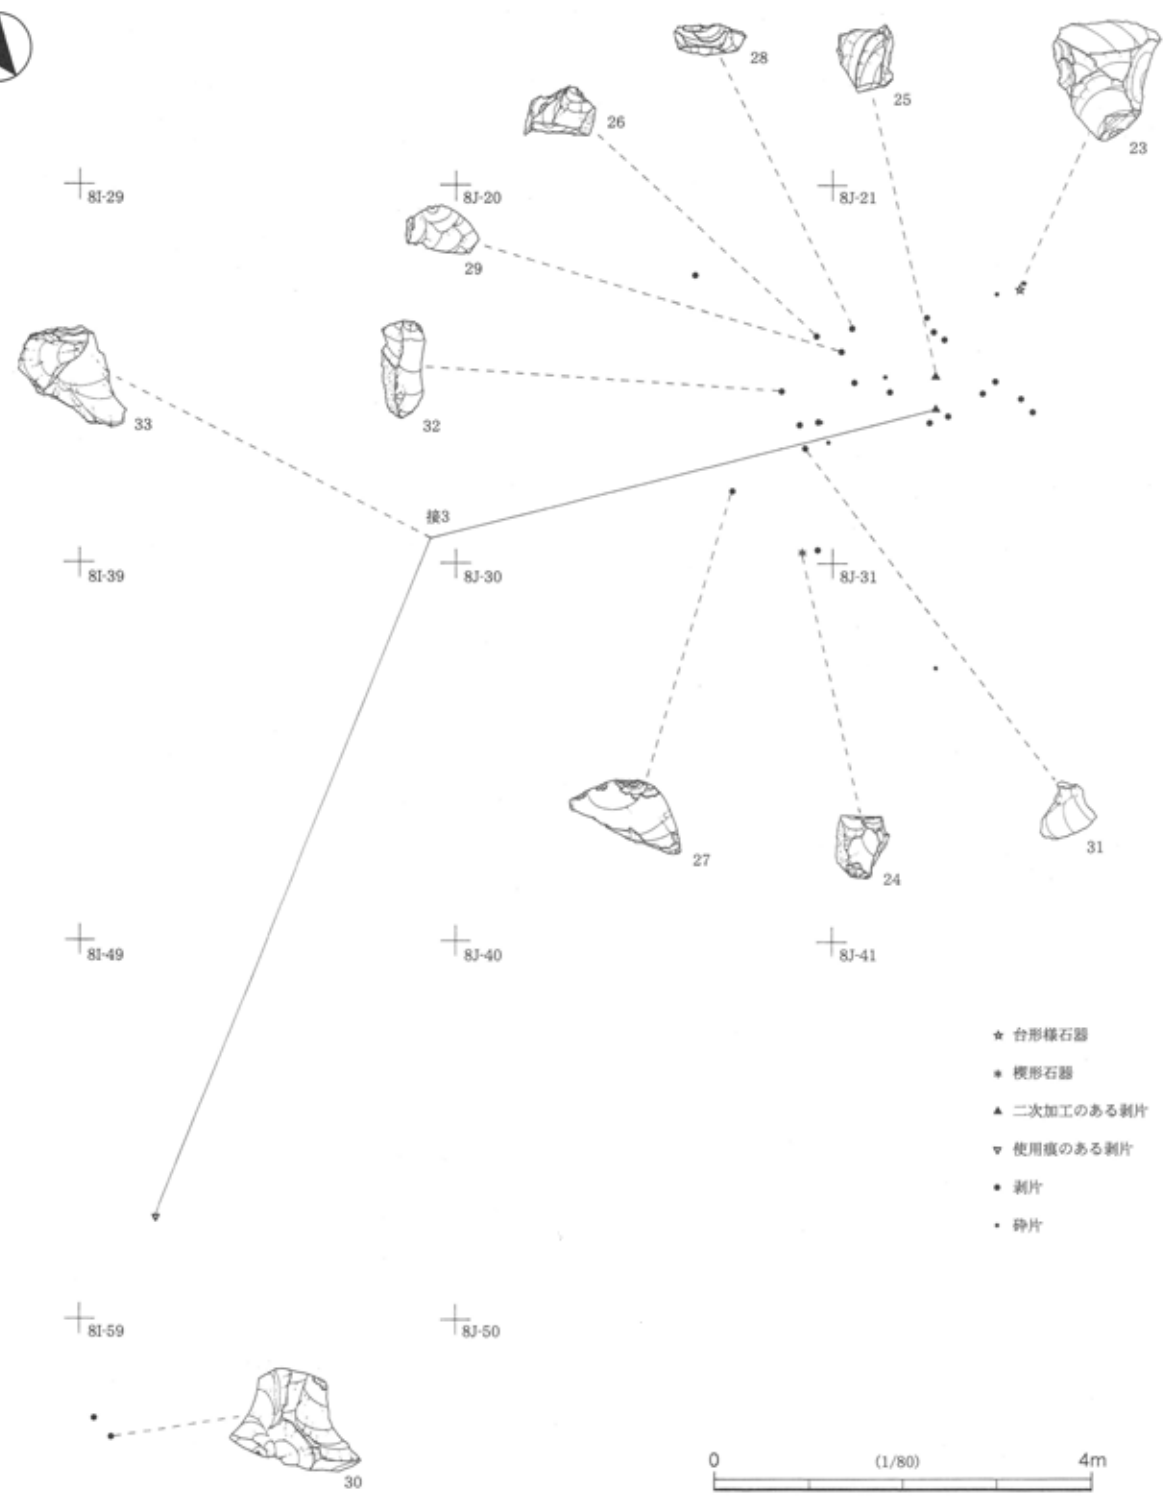 28
25
23
26
8I-29
8J-20
8J-21
29
33
32
接3
8I-39
8J-30
8J-31
27
24
31
8I-49
8J-40
8J-41
☆ 台形様石器
* 楔形石器
▲ 二次加工のある剥片
▽ 使用痕のある剥片
● 剥片
・ 砕片
8I-59
8J-50
30
0 (1/80) 4m